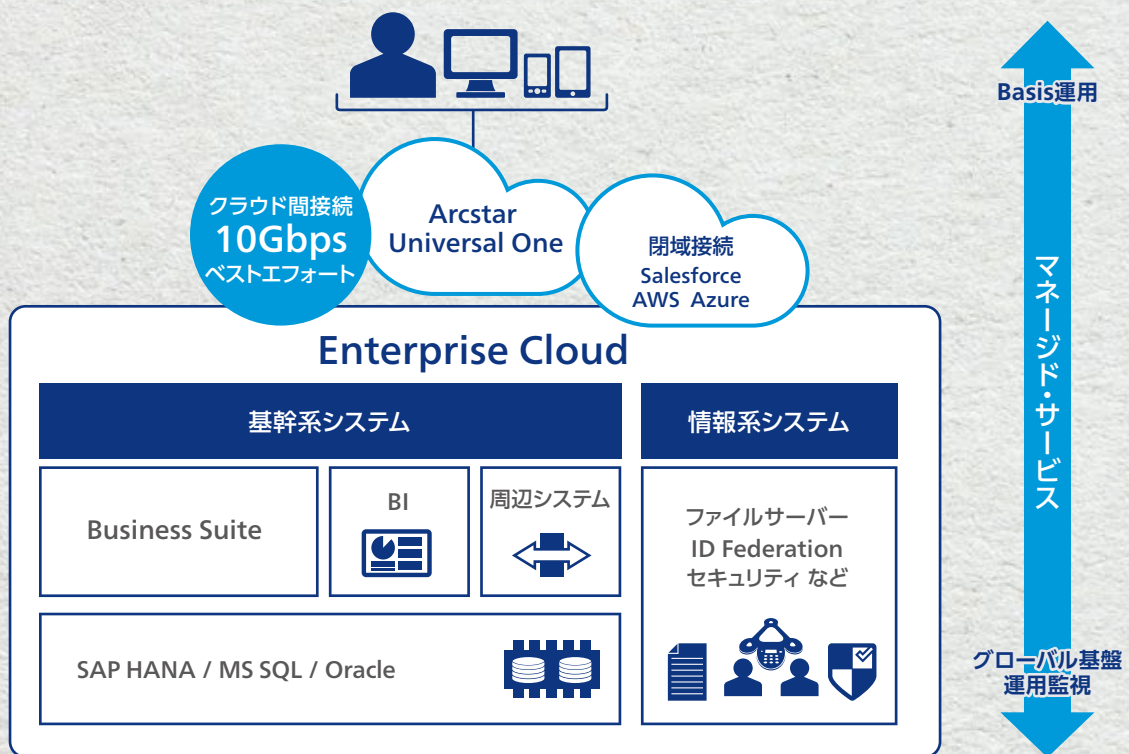 Basis運用
クラウド間接続
10Gbps
ベストエフォート
Arcstar
Universal One
閉域接続
Salesforce
AWS Azure
マネージド・サービス
Enterprise Cloud
基幹系システム
情報系システム
Business Suite
BI
周辺システム
ファイルサーバー
ID Federation
セキュリティ など
SAP HANA / MS SQL / Oracle
グローバル基盤
運用監視